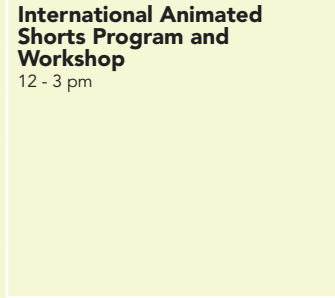 International Animated
Shorts Program and
Workshop
12 - 3 pm